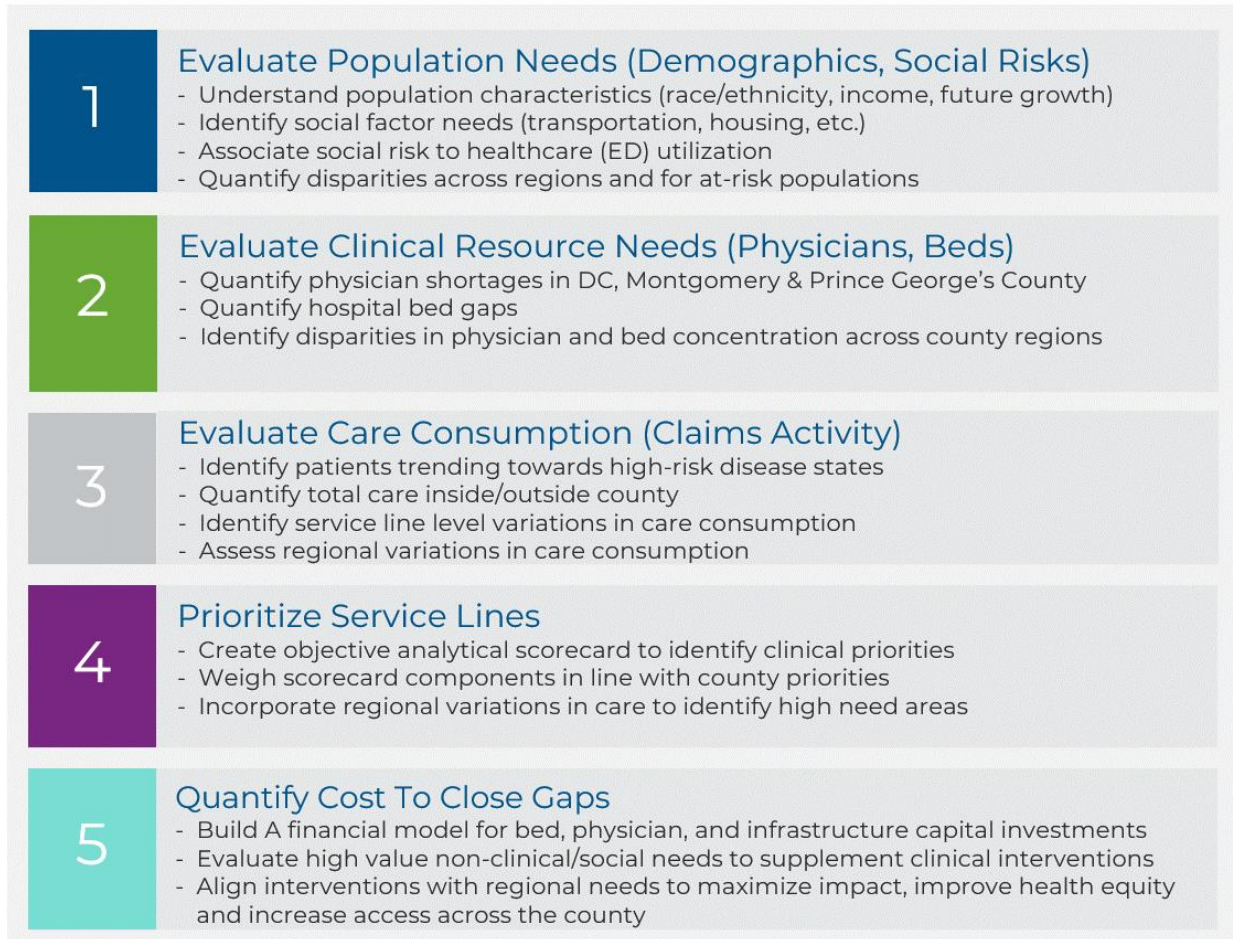 1
Evaluate Population Needs (Demographics, Social Risks)
- Understand population characteristics (race/ethnicity, income, future growth)
- Identify social factor needs (transportation, housing, etc.)
- Associate social risk to healthcare (ED) utilization
- Quantify disparities across regions and for at-risk populations
2
Evaluate Clinical Resource Needs (Physicians, Beds)
- Quantify physician shortages in DC, Montgomery & Prince George's County
- Quantify hospital bed gaps
- Identify disparities in physician and bed concentration across county regions
3
Evaluate Care Consumption (Claims Activity)
- Identify patients trending towards high-risk disease states
- Quantify total care inside/outside county
- Identify service line level variations in care consumption
- Assess regional variations in care consumption
4
Prioritize Service Lines
- Create objective analytical scorecard to identify clinical priorities
- Weigh scorecard components in line with county priorities
- Incorporate regional variations in care to identify high need areas
5
Quantify Cost To Close Gaps
- Build A financial model for bed, physician, and infrastructure capital investments
- Evaluate high value non-clinical/social needs to supplement clinical interventions
- Align interventions with regional needs to maximize impact, improve health equity
and increase access across the county